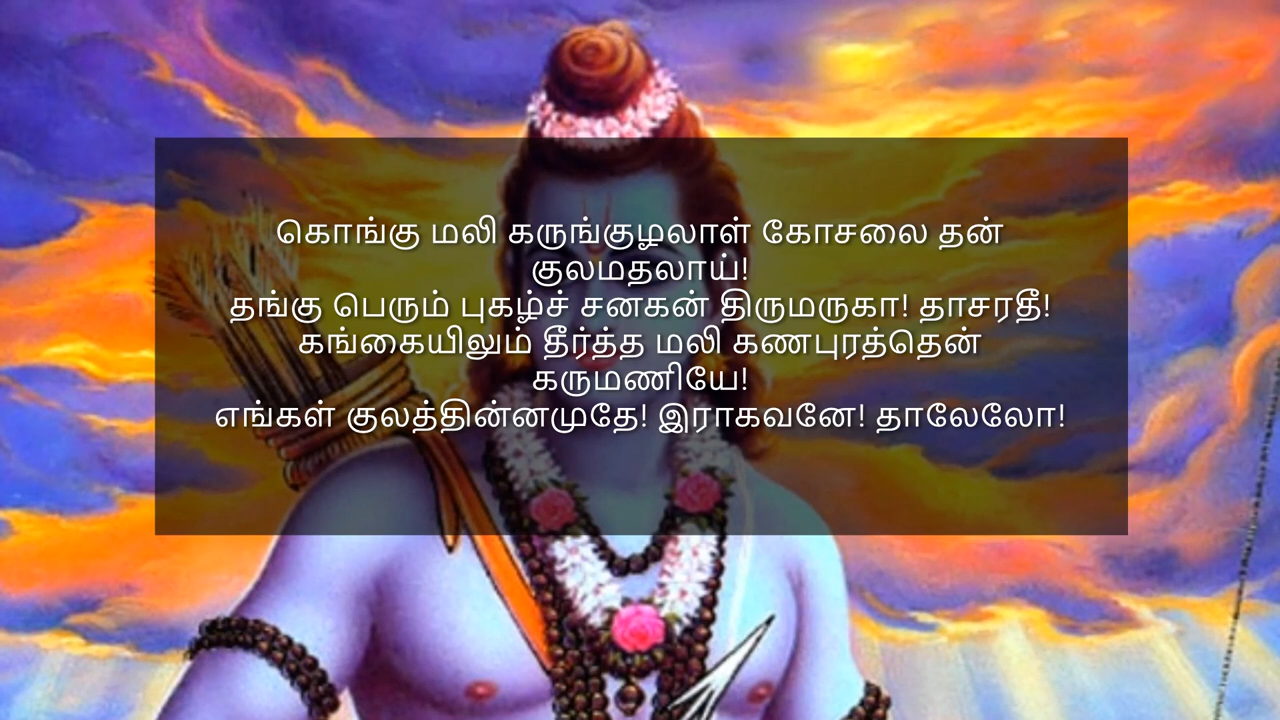 கொங்கு மலி கருங்குழலாள் கோசலை தன்
குலமதலாய்!
தங்கு பெரும் புகழ்ச் சனகன் திருமருகா! தாசரதீ!
கங்கையிலும் தீர்த்த மலி கணபுரத்தென்
கருமணியே!
எங்கள் குலத்தின்னமுதே! இராகவனே! தாலேலோ!